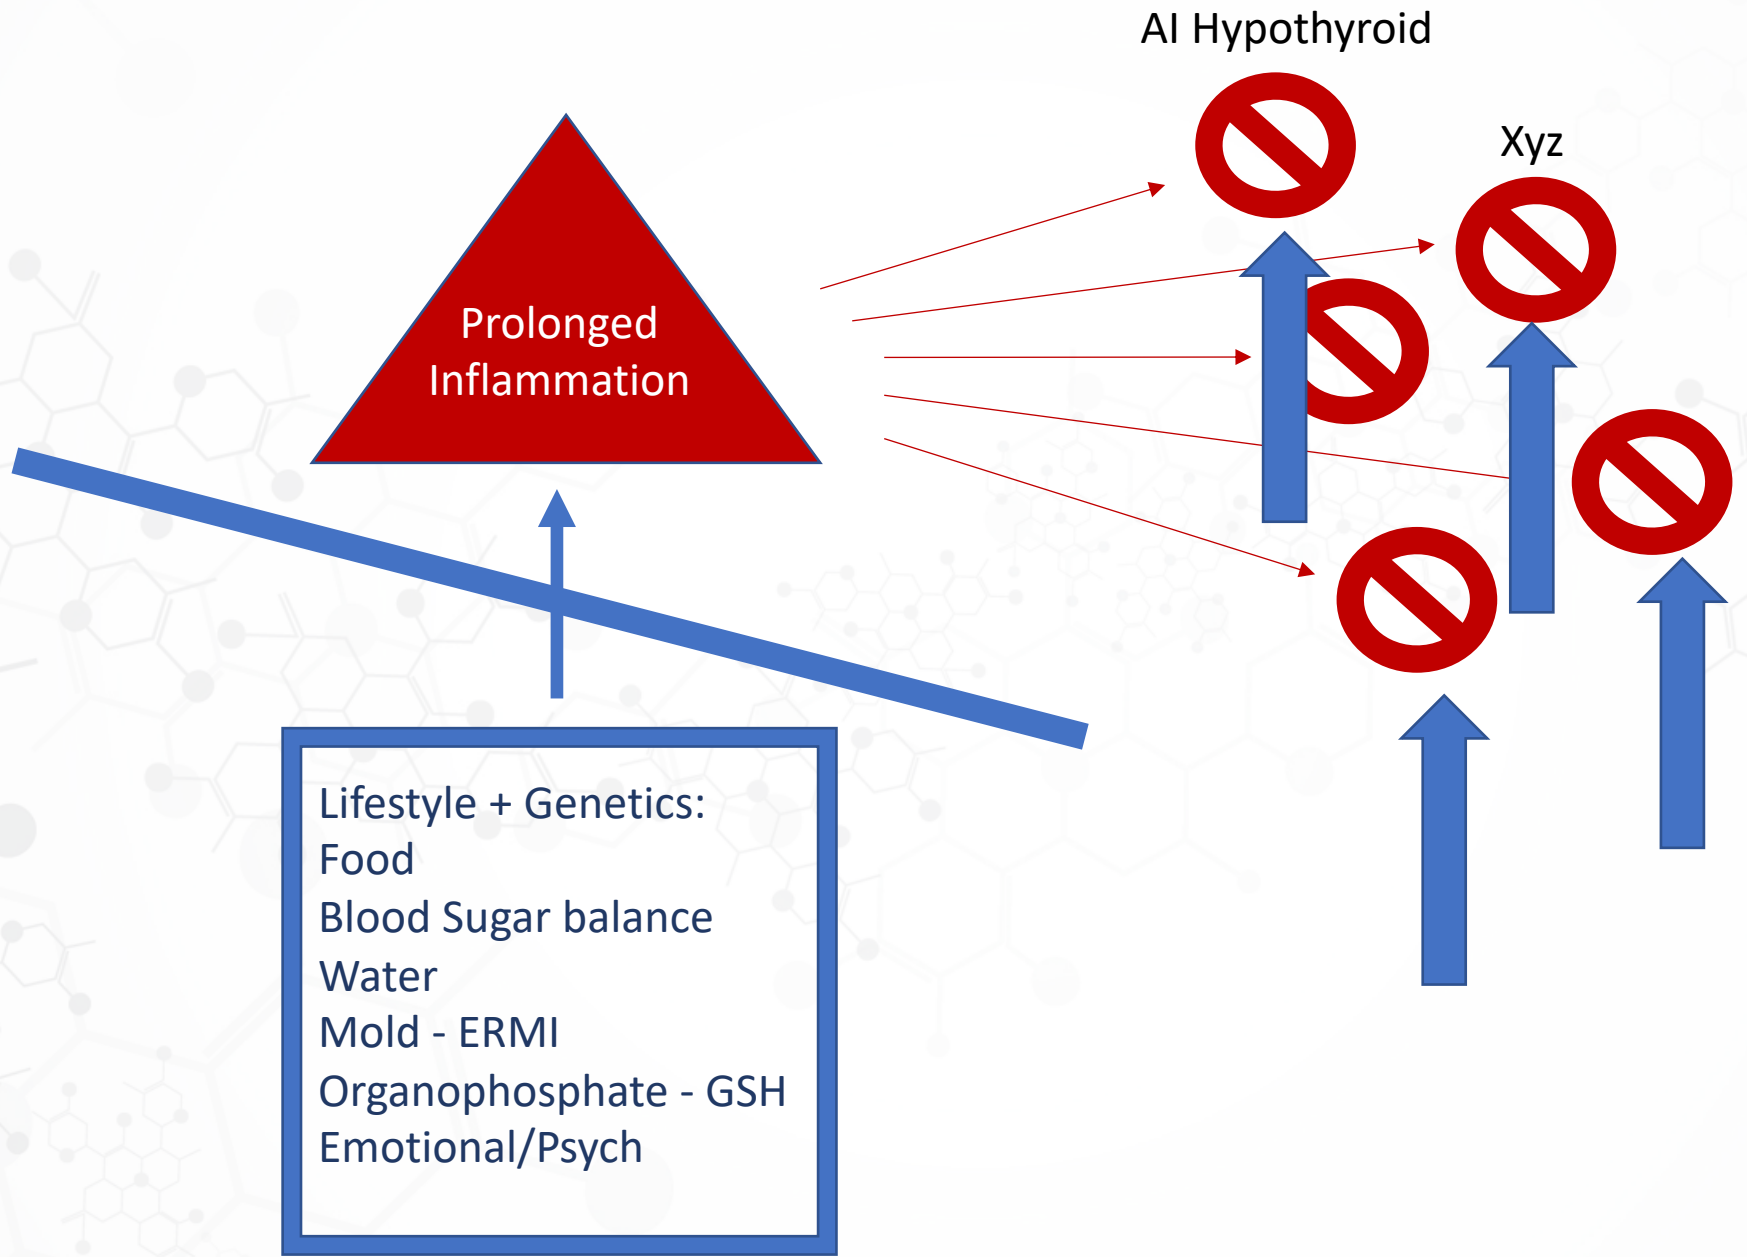 AI Hypothyroid
Xyz
Prolonged
Inflammation
Lifestyle + Genetics:
Food
Blood Sugar balance
Water
Mold - ERMI
Organophosphate - GSH
Emotional/Psych